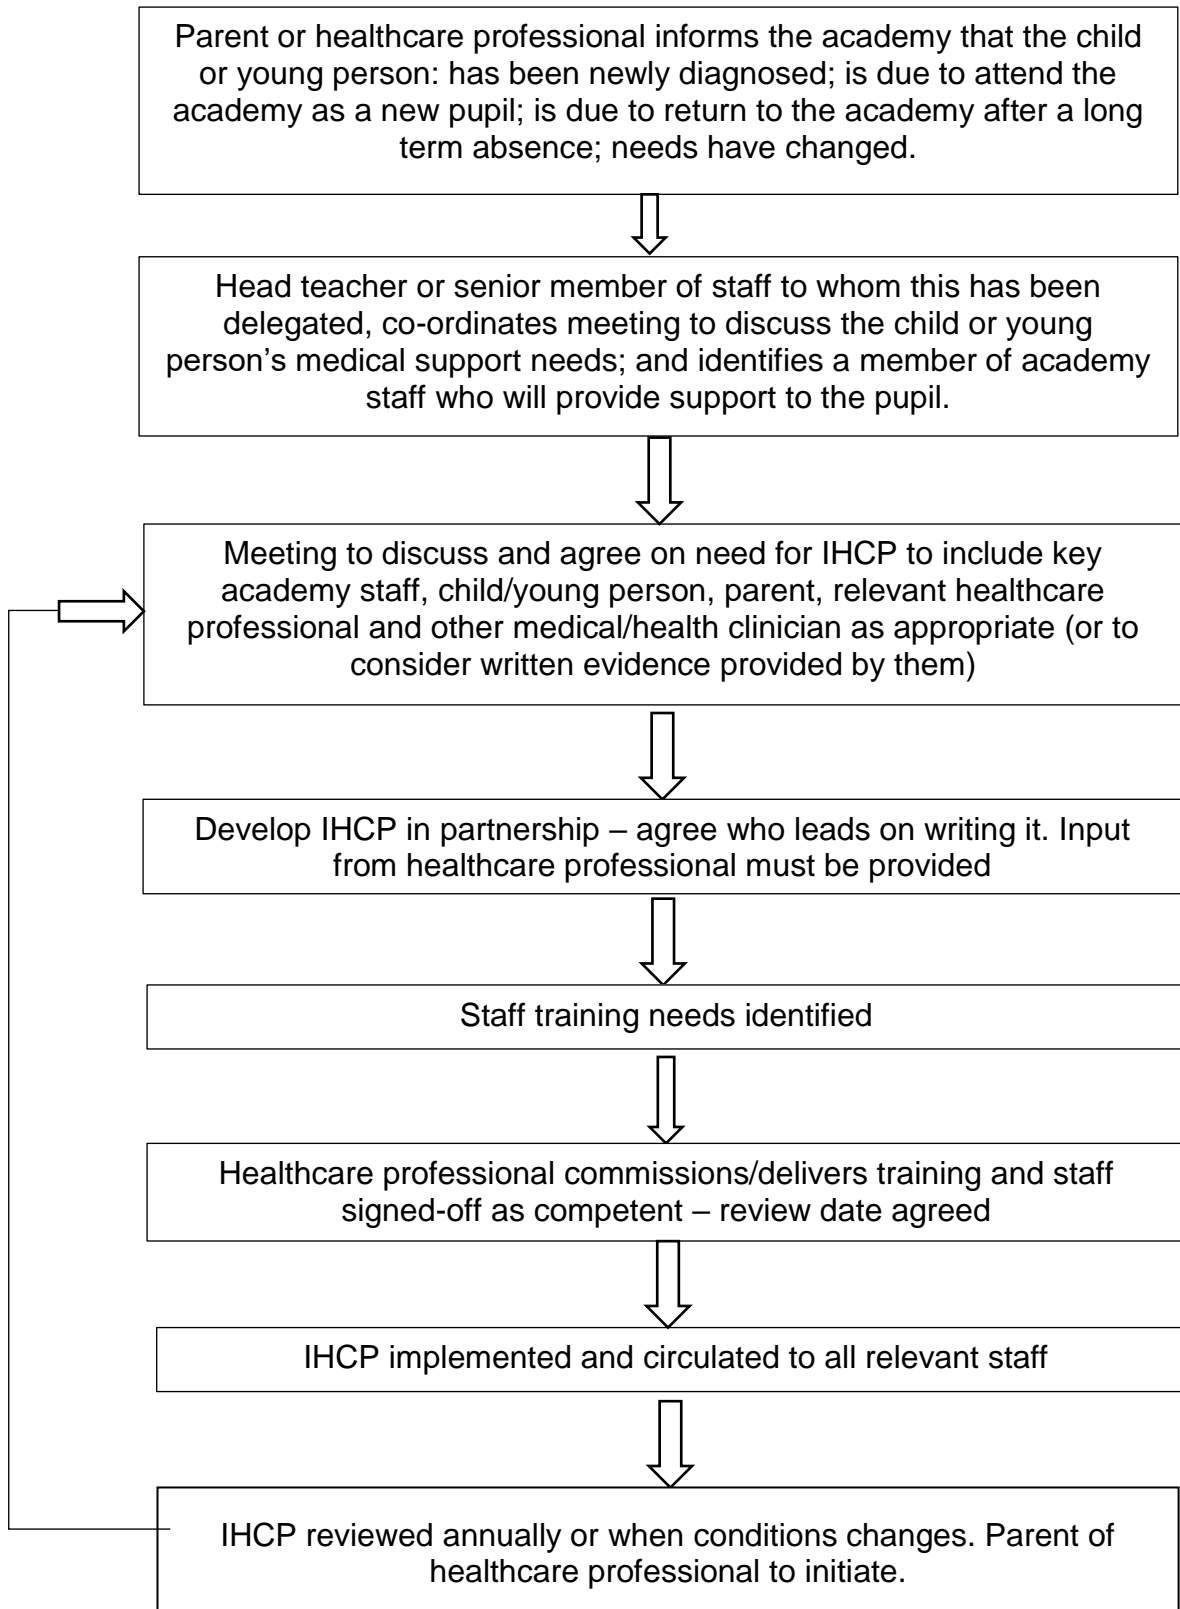 Parent or healthcare professional informs the academy that the child
or young person: has been newly diagnosed; is due to attend the
academy as a new pupil; is due to return to the academy after a long
term absence; needs have changed.
Head teacher or senior member of staff to whom this has been
delegated, co-ordinates meeting to discuss the child or young
person’s medical support needs; and identifies a member of academy
staff who will provide support to the pupil.
Meeting to discuss and agree on need for IHCP to include key
academy staff, child/young person, parent, relevant healthcare
professional and other medical/health clinician as appropriate (or to
consider written evidence provided by them)
Develop IHCP in partnership – agree who leads on writing it. Input
from healthcare professional must be provided
Staff training needs identified
Healthcare professional commissions/delivers training and staff
signed-off as competent – review date agreed
IHCP implemented and circulated to all relevant staff
IHCP reviewed annually or when conditions changes. Parent of
healthcare professional to initiate.